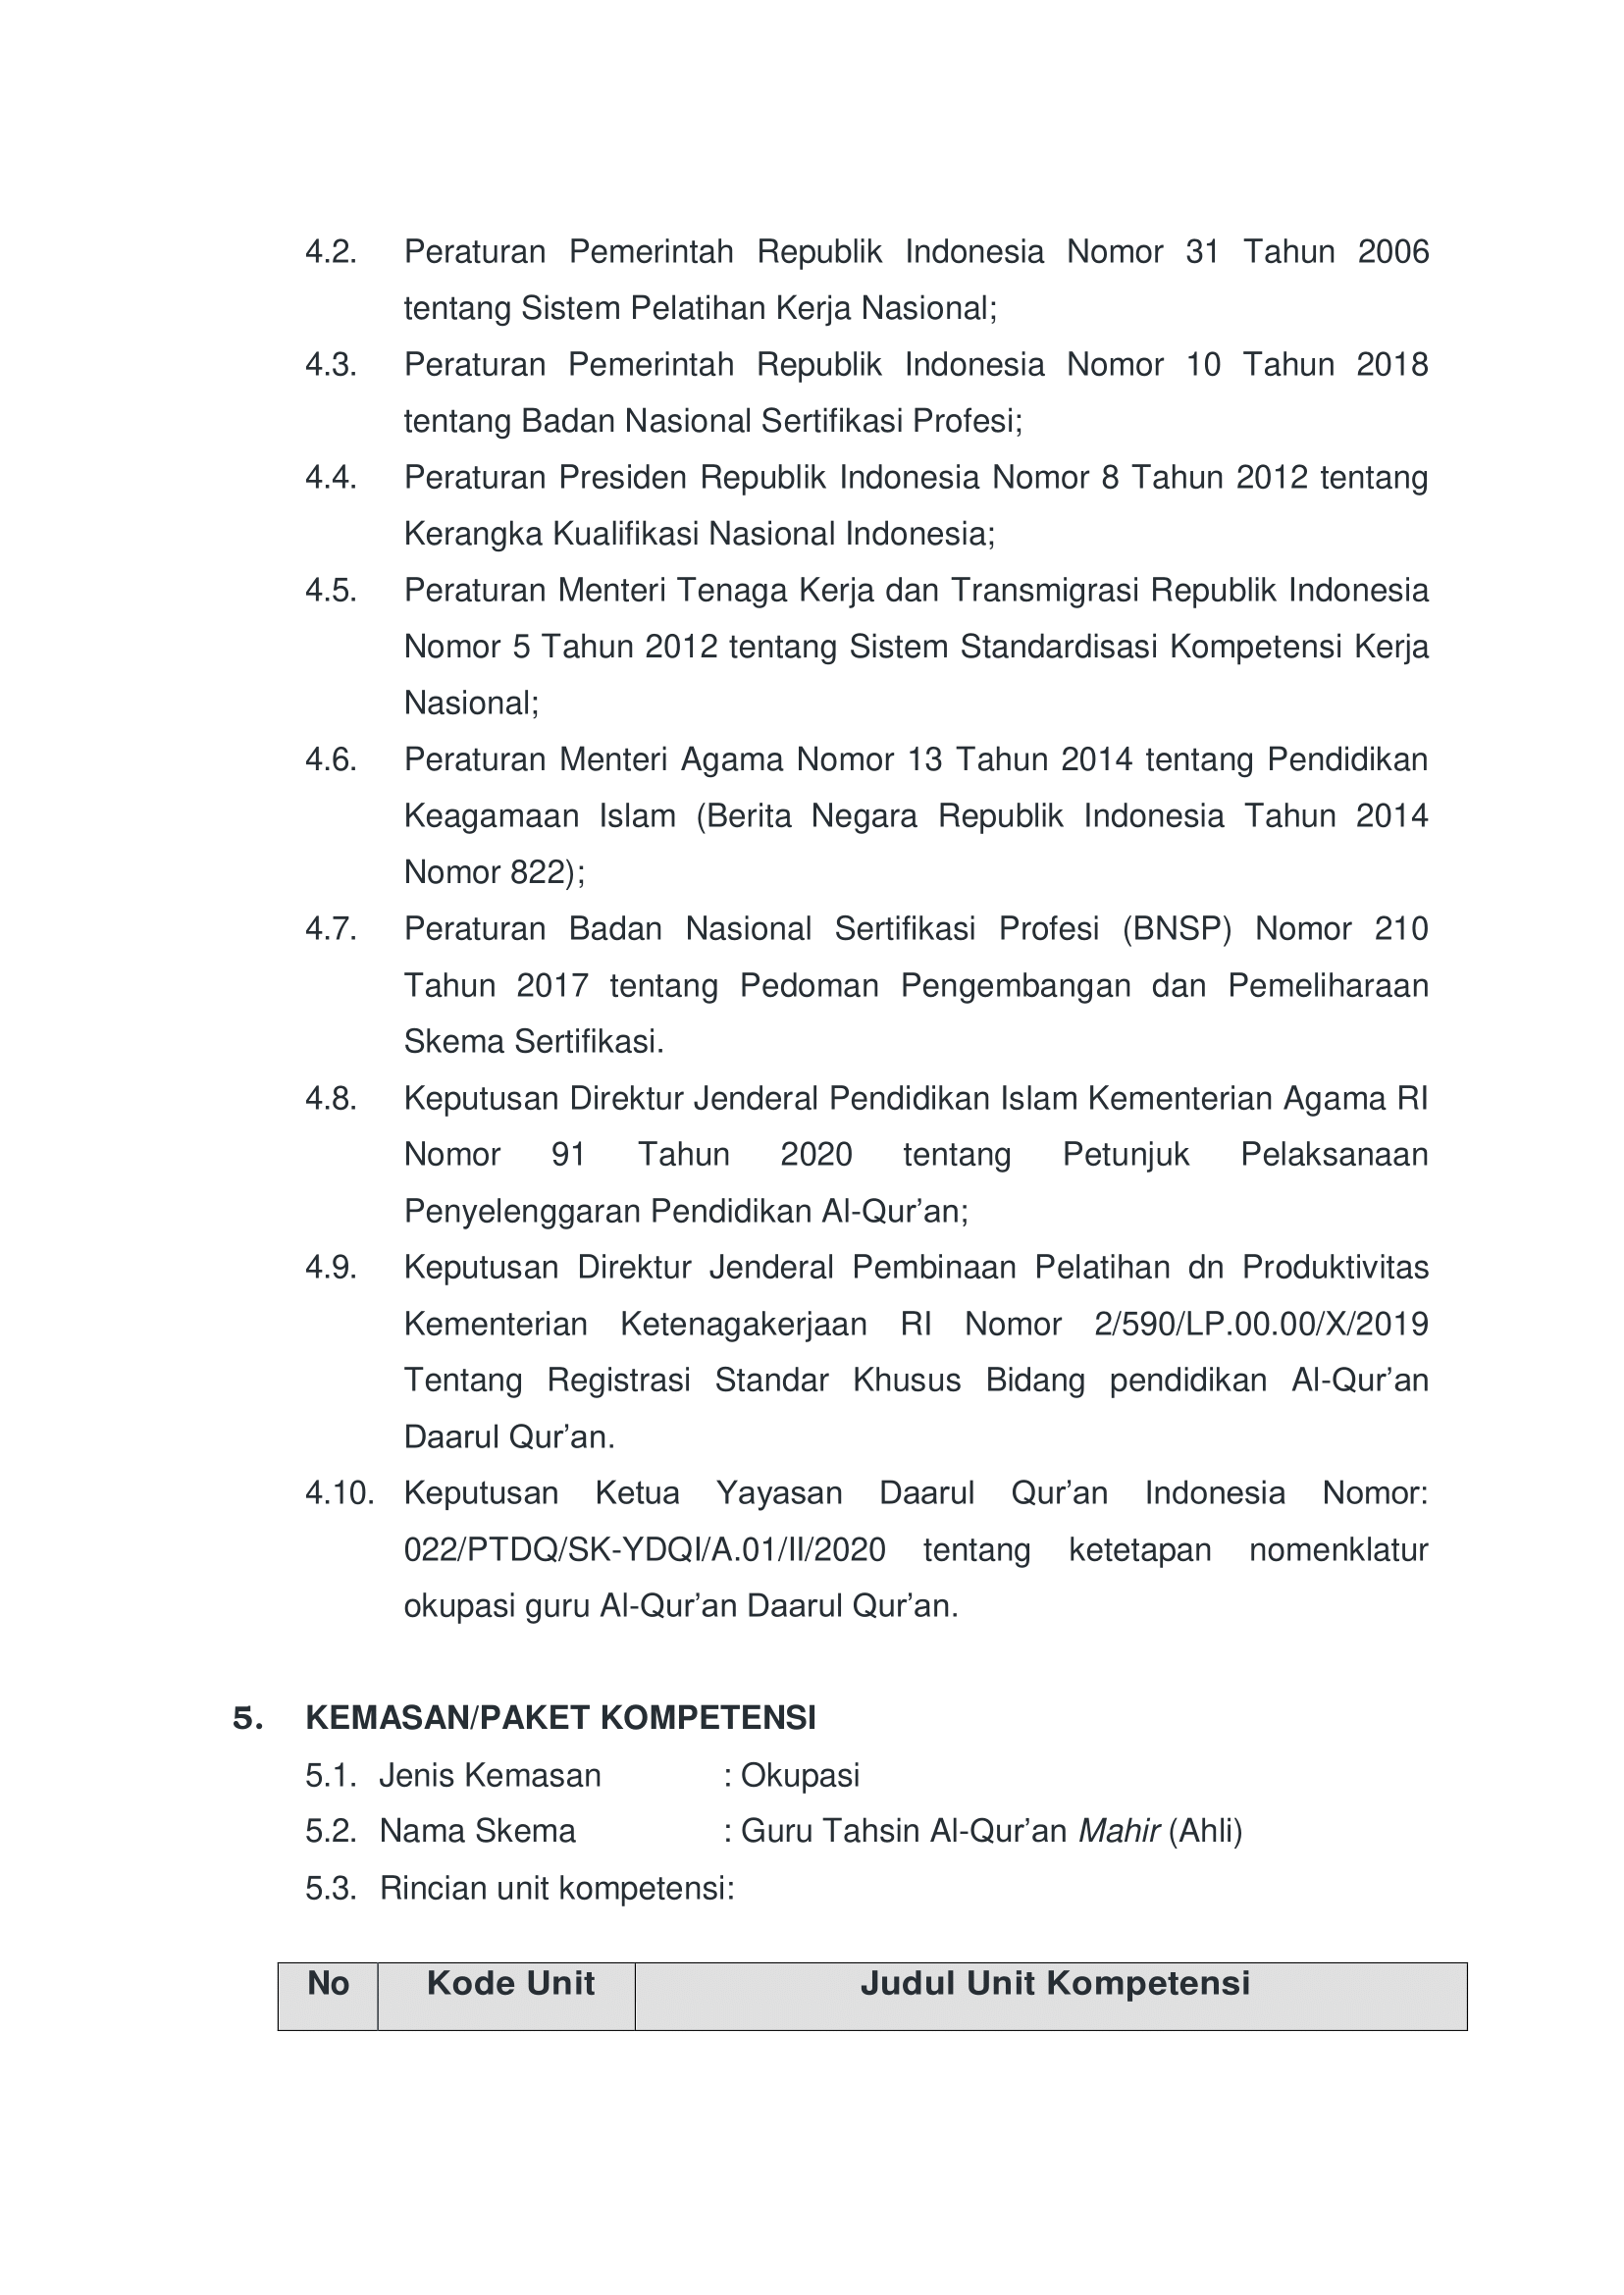 4.2. Peraturan Pemerintah Republik Indonesia Nomor 31 Tahun 2006
tentang Sistem Pelatihan Kerja Nasional;
4.3. Peraturan Pemerintah Republik Indonesia Nomor 10 Tahun 2018
tentang Badan Nasional Sertifikasi Profesi;
4.4. Peraturan Presiden Republik Indonesia Nomor 8 Tahun 2012 tentang
Kerangka Kualifikasi Nasional Indonesia;
4.5. Peraturan Menteri Tenaga Kerja dan Transmigrasi Republik Indonesia
Nomor 5 Tahun 2012 tentang Sistem Standardisasi Kompetensi Kerja
Nasional;
4.6. Peraturan Menteri Agama Nomor 13 Tahun 2014 tentang Pendidikan
Keagamaan Islam (Berita Negara Republik Indonesia Tahun 2014
Nomor 822);
4.7. Peraturan Badan Nasional Sertifikasi Profesi (BNSP) Nomor 210
Tahun 2017 tentang Pedoman Pengembangan dan Pemeliharaan
Skema Sertifikasi.
4.8. Keputusan Direktur Jenderal Pendidikan Islam Kementerian Agama RI
Nomor 91 Tahun 2020 tentang Petunjuk Pelaksanaan
Penyelenggaran Pendidikan Al-Qur’an;
4.9. Keputusan Direktur Jenderal Pembinaan Pelatihan dn Produktivitas
Kementerian Ketenagakerjaan RI Nomor 2/590/LP.00.00/X/2019
Tentang Registrasi Standar Khusus Bidang pendidikan Al-Qur’an
Daarul Qur’an.
4.10. Keputusan Ketua Yayasan Daarul Qur’an Indonesia Nomor:
022/PTDQ/SK-YDQI/A.01/II/2020 tentang ketetapan nomenklatur
okupasi guru Al-Qur’an Daarul Qur’an.
5. KEMASAN/PAKET KOMPETENSI
5.1. Jenis Kemasan : Okupasi
5.2. Nama Skema : Guru Tahsin Al-Qur’an Mahir (Ahli)
5.3. Rincian unit kompetensi:
No Kode Unit Judul Unit Kompetensi